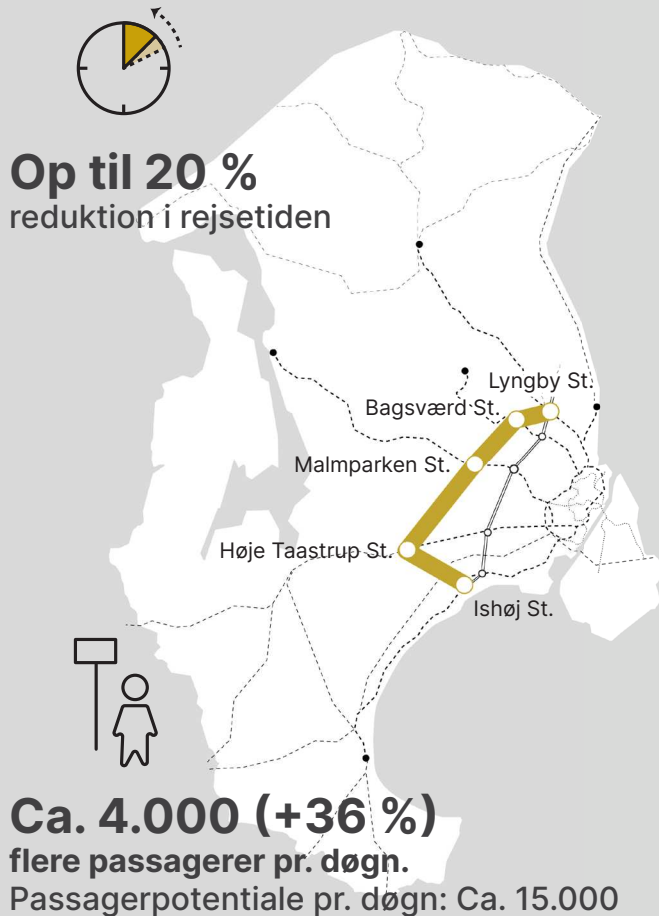 Op til 20 %
reduktion i rejsetiden
Lyngby St.
Bagsværd St.
Malmparken St.
Høje Taastrup St.
Ishøj St.
Ca. 4.000 (+36 %)
flere passagerer pr. døgn.
Passagerpotentiale pr. døgn: Ca. 15.000